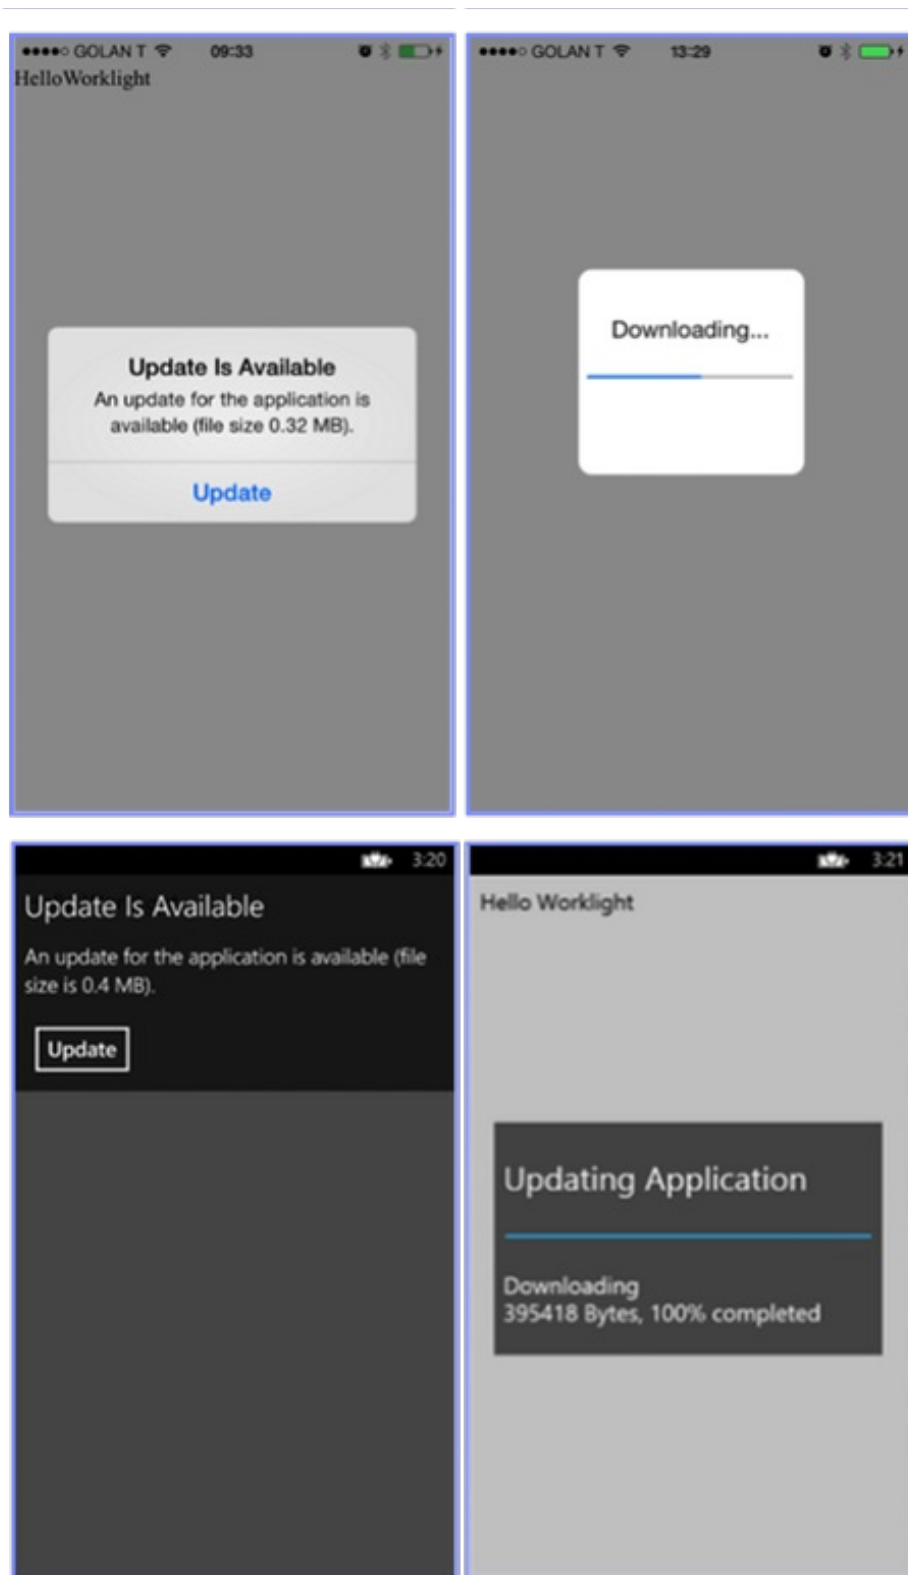 GOLAN T 09:33
HelloWorklight
Update Is Available
An update for the application is
available (file size 0.32 MB).
Update
GOLAN T 13:29
Downloading...
3:20
Update Is Available
An update for the application is available (file
size is 0.4 MB).
Update
3:21
Hello Worklight
Updating Application
Downloading
395418 Bytes, 100% completed